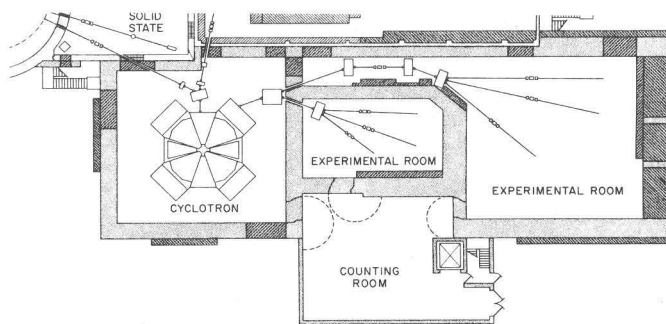 SOLID
STATE
EXPERIMENTAL ROOM
EXPERIMENTAL ROOM
CYCLOTRON
COUNTING
ROOM